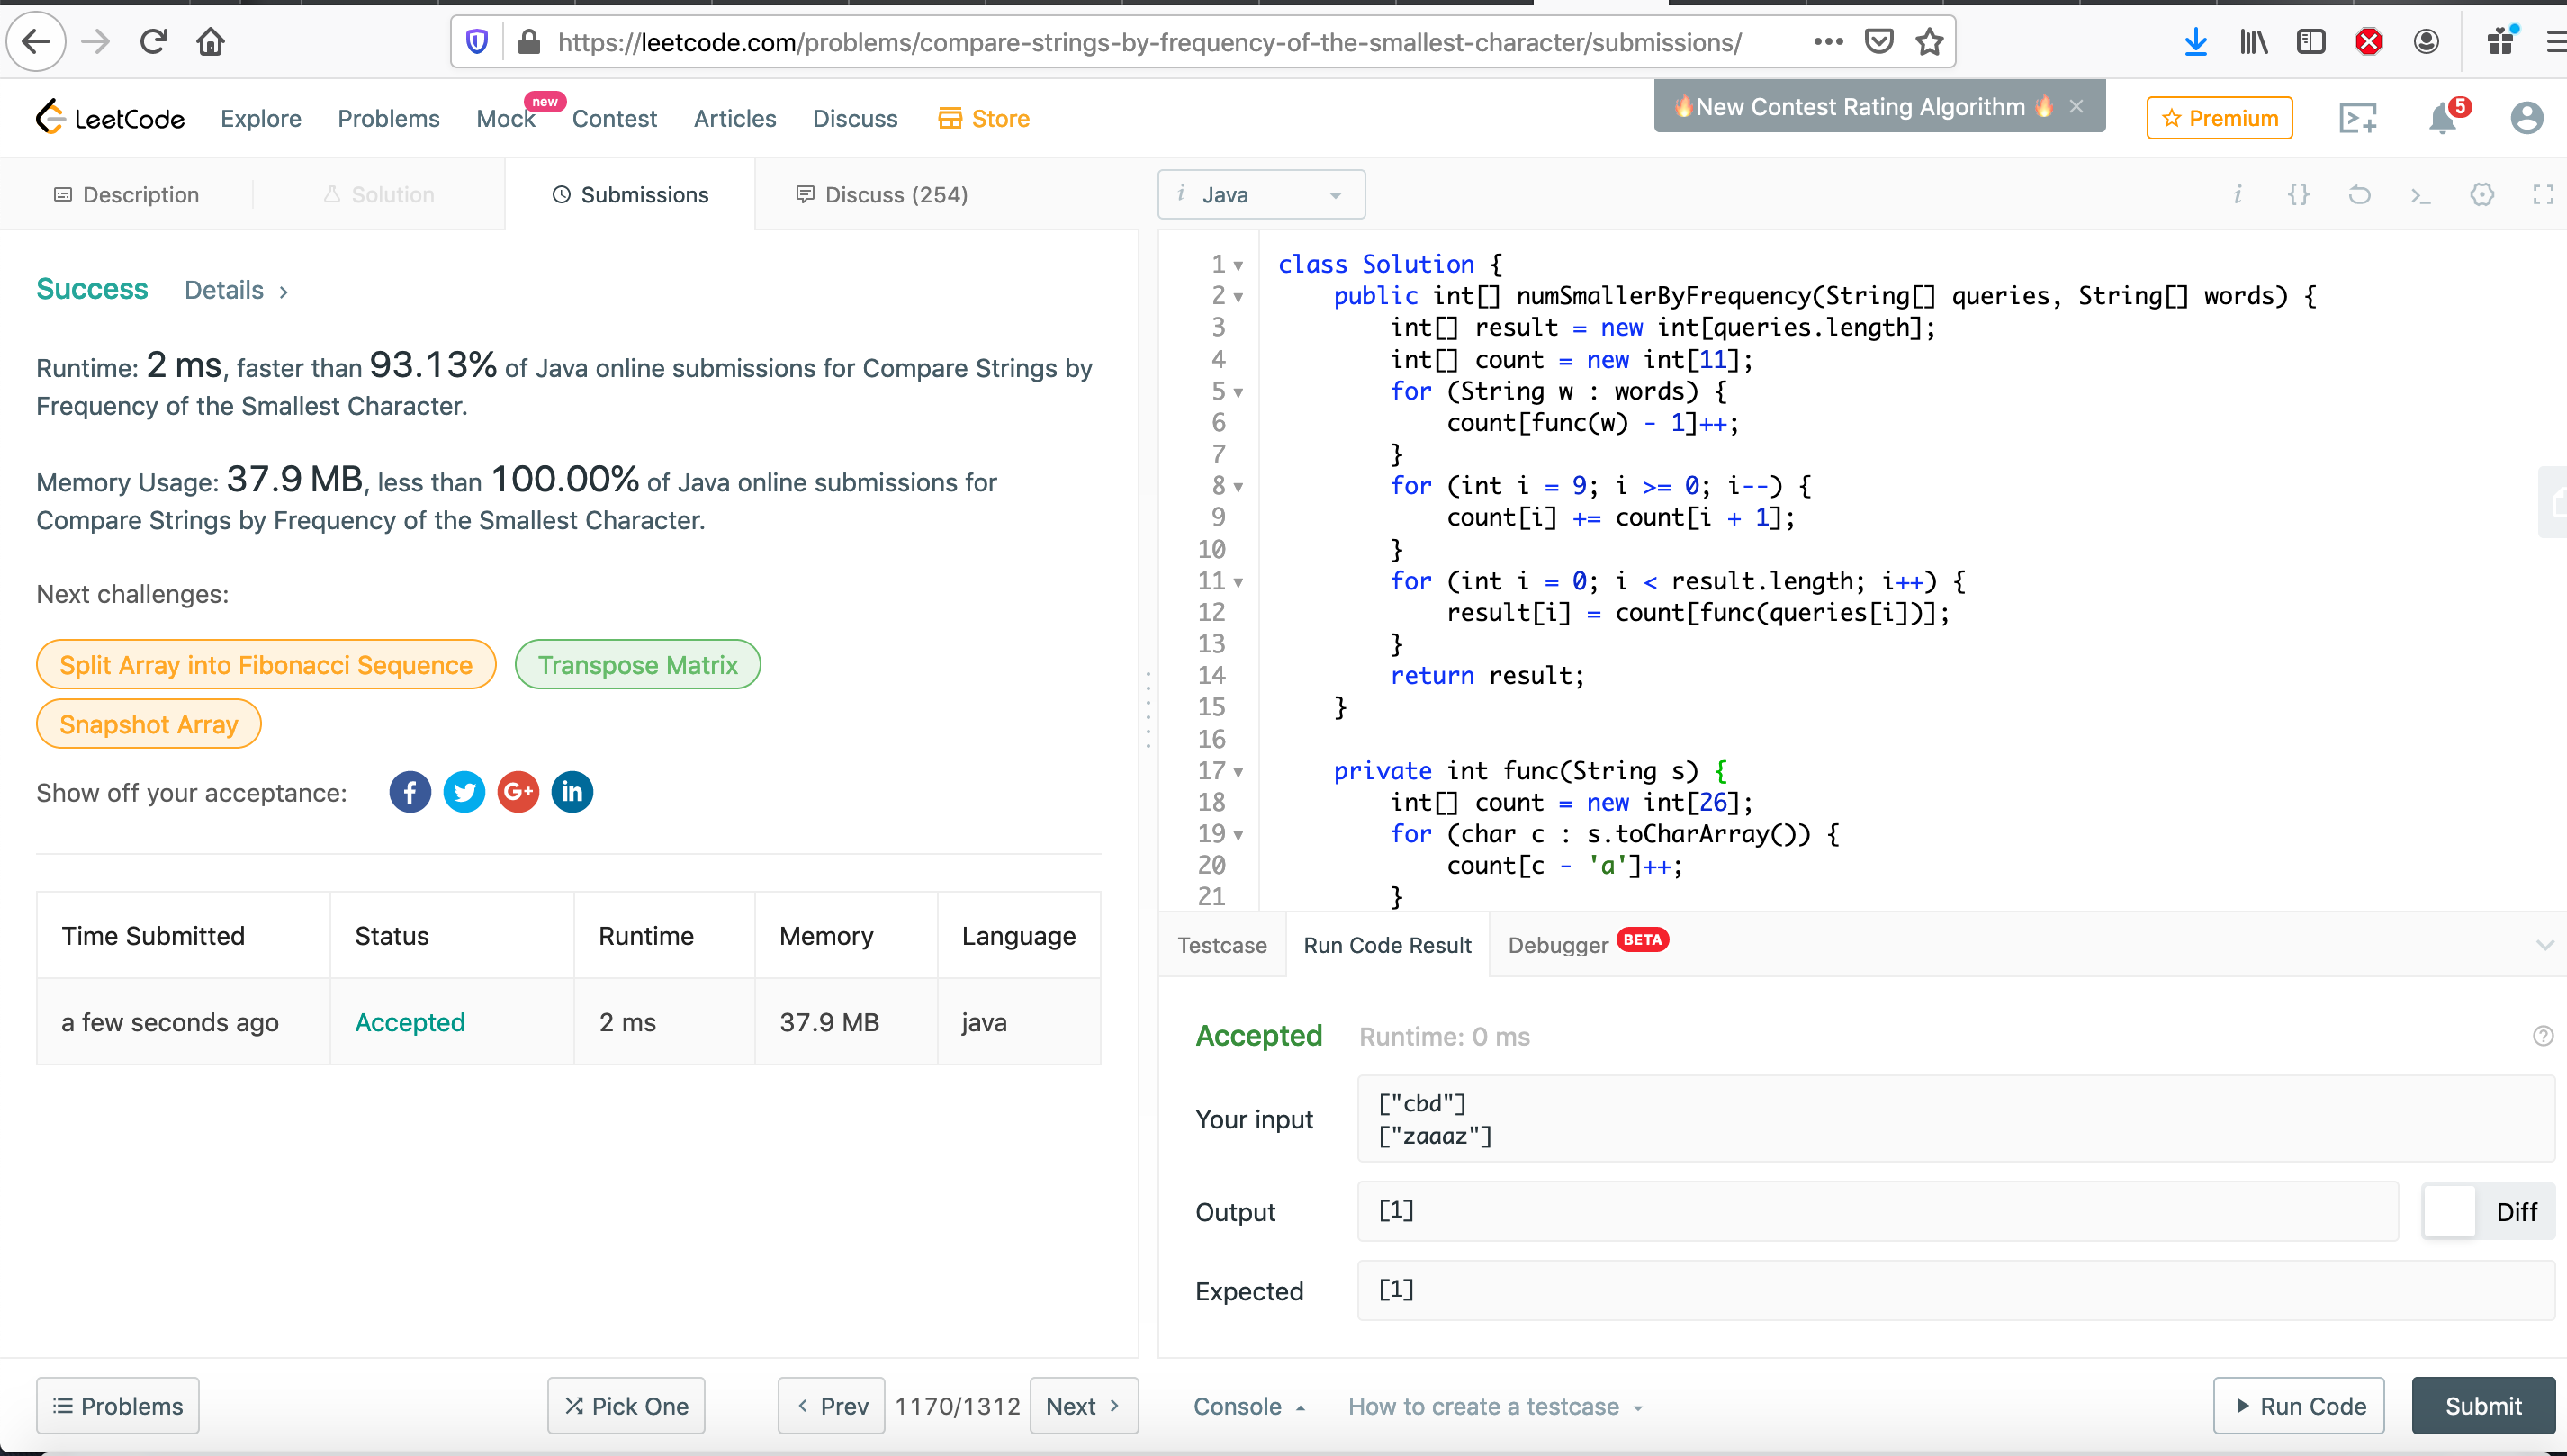 https://leetcode.com/problems/compare-strings-by-frequency-of-the-smallest-character/submissions/
LeetCode Explore Problems Mock new Contest Articles Discuss Store
🔥New Contest Rating Algorithm 🔥 ×
Premium
5
Description Solution Submissions Discuss (254)
i Java
Success Details >
Runtime: 2 ms, faster than 93.13% of Java online submissions for Compare Strings by
Frequency of the Smallest Character.
Memory Usage: 37.9 MB, less than 100.00% of Java online submissions for
Compare Strings by Frequency of the Smallest Character.
Next challenges:
Split Array into Fibonacci Sequence Transpose Matrix
Snapshot Array
Show off your acceptance: f G+ in
Time Submitted Status Runtime Memory Language
a few seconds ago Accepted 2 ms 37.9 MB java
1 class Solution {
2 public int[] numSmallerByFrequency(String[] queries, String[] words) {
3 int[] result = new int[queries.length];
4 int[] count = new int[11];
5 for (String w : words) {
6 count[func(w) - 1]++;
7 }
8 for (int i = 9; i >= 0; i--) {
9 count[i] += count[i + 1];
10 }
11 for (int i = 0; i < result.length; i++) {
12 result[i] = count[func(queries[i])];
13 }
14 return result;
15 }
16
17 private int func(String s) {
18 int[] count = new int[26];
19 for (char c : s.toCharArray()) {
20 count[c - 'a']++;
21 }
Testcase Run Code Result Debugger BETA
Accepted Runtime: 0 ms
Your input
["cbd"]
["zaaaz"]
Output [1] Diff
Expected [1]
Problems Pick One < Prev 1170/1312 Next >
Console How to create a testcase Run Code Submit